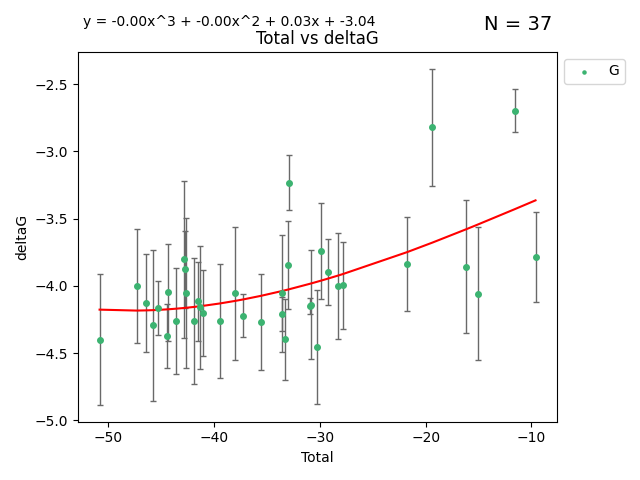 y = -0.00x^3 + -0.00x^2 + 0.03x + -3.04
N = 37
Total vs deltaG
G
deltaG
−2.5
−3.0
−3.5
−4.0
−4.5
−5.0
−50
−40
−30
−20
−10
Total